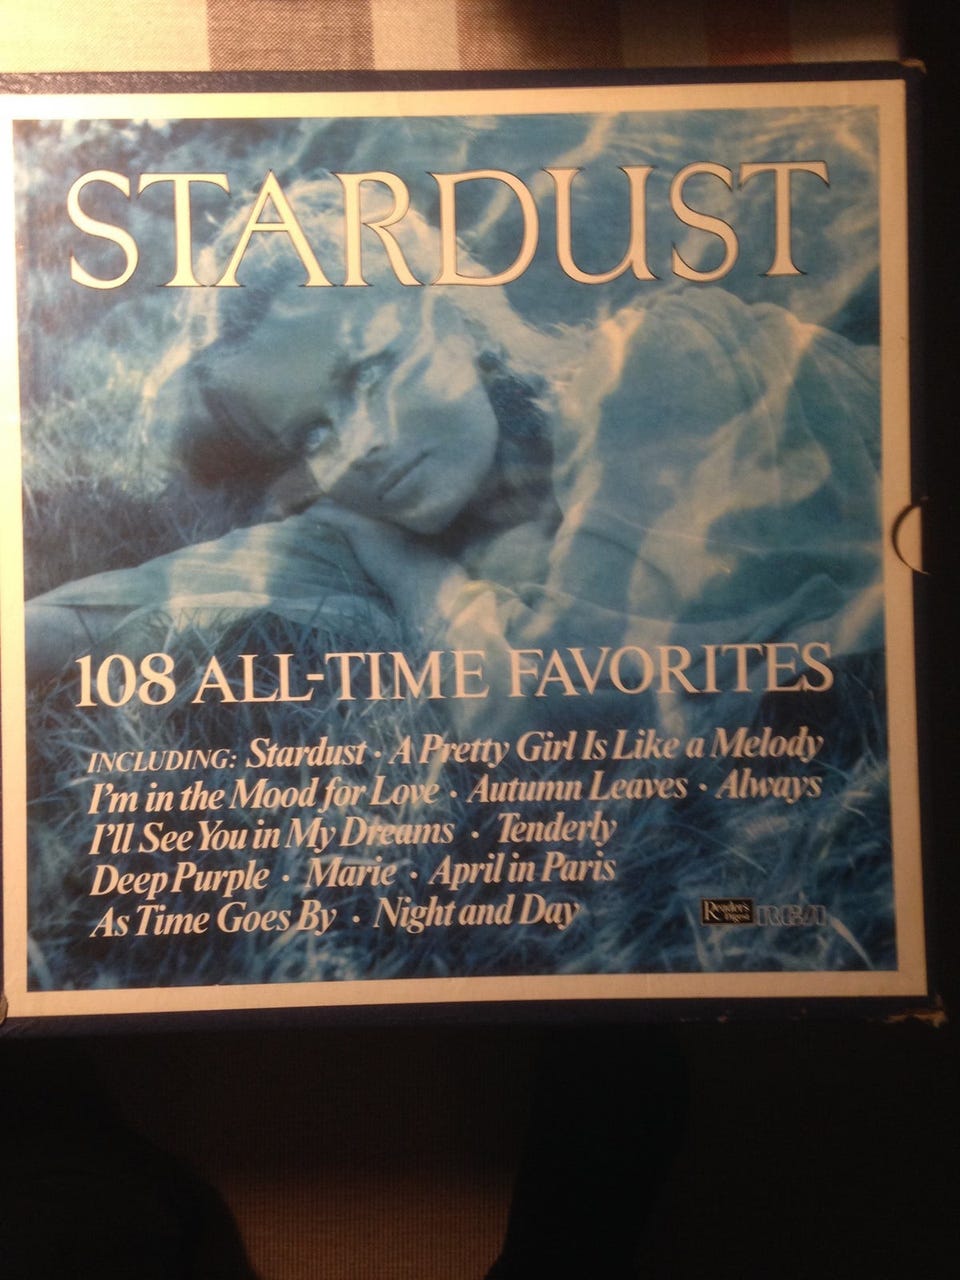 STARDUST
108 ALL-TIME FAVORITES
INCLUDING: Stardust · A Pretty Girl Is Like a Melody
I'm in the Mood for Love · Autumn Leaves · Always
I'll See You in My Dreams · Tenderly
Deep Purple · Marie · April in Paris
As Time Goes By · Night and Day
Reader's
Digest
RCA